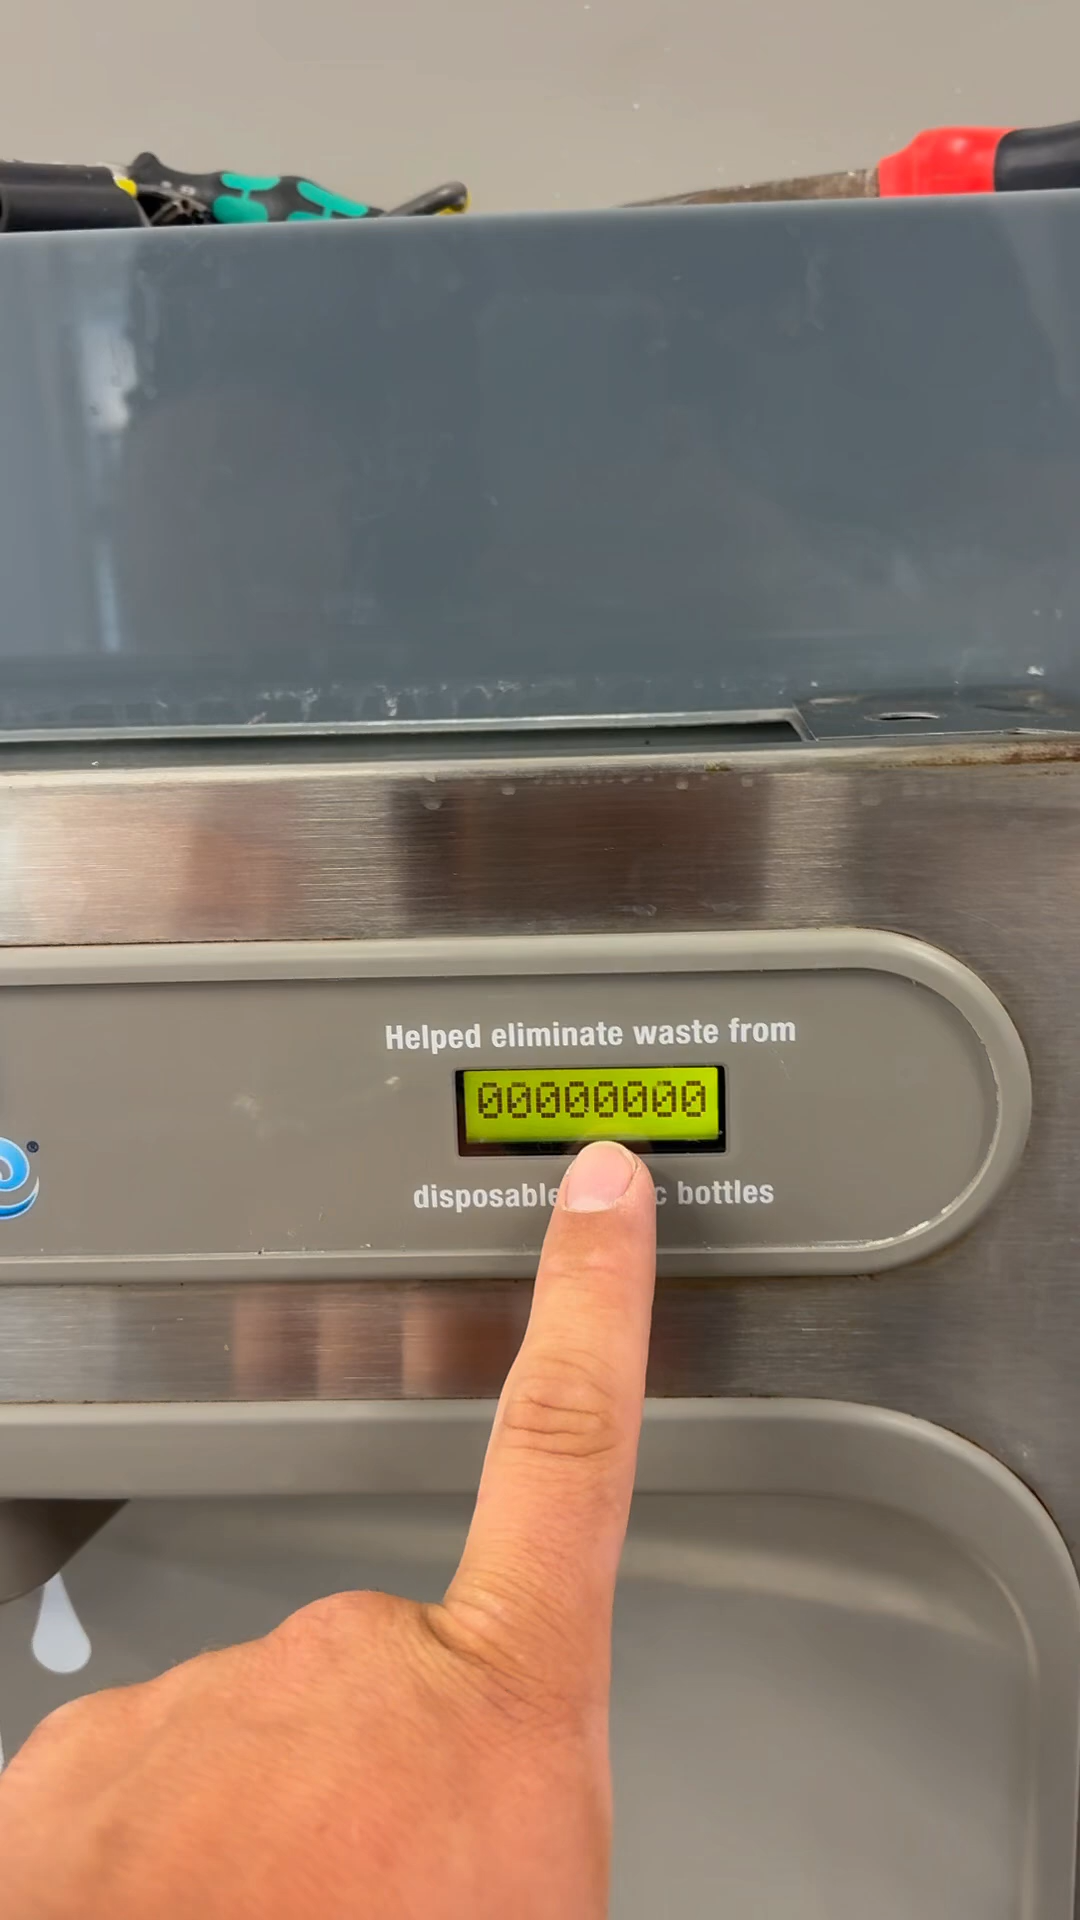 Helped eliminate waste from
00000000
disposable bottles